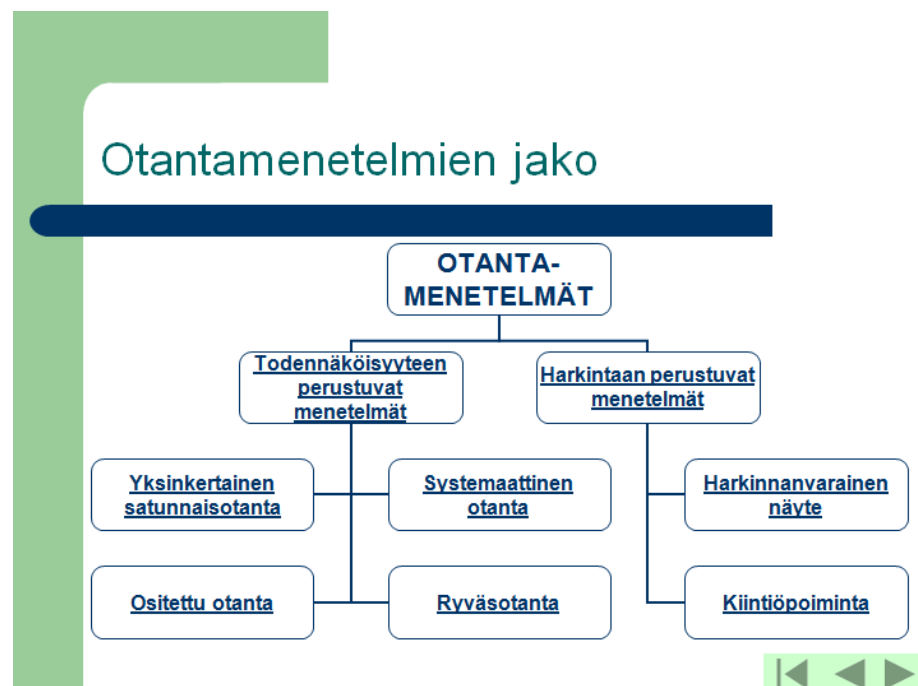 Otantamenetelmien jako
OTANTA-
MENETELMÄT
Todennäköisyyteen
perustuvat
menetelmät
Harkintaan perustuvat
menetelmät
Yksinkertainen
satunnaisotanta
Systemaattinen
otanta
Harkinnanvarainen
näyte
Ositettu otanta
Ryväsotanta
Kiintiöpoiminta